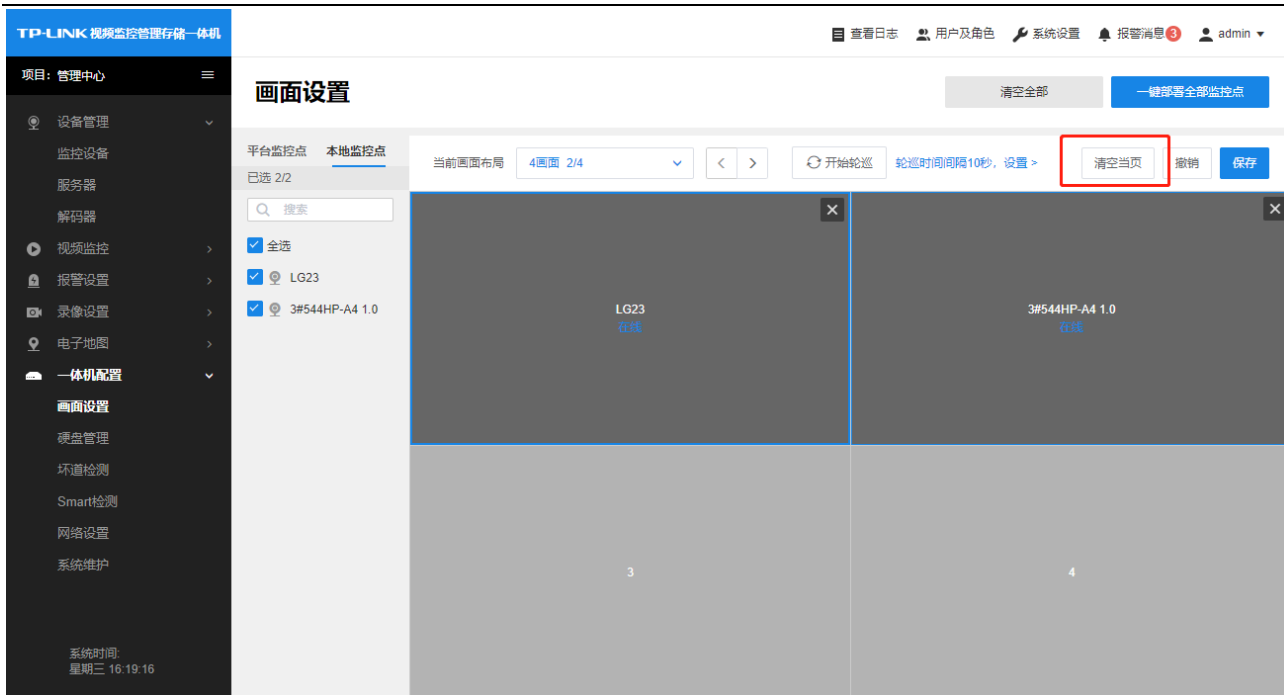 TP-LINK 视频监控管理存储一体机
查看日志 用户及角色 系统设置 报警消息 3 admin
项目：管理中心
画面设置
清空全部 一键部署全部监控点
设备管理
监控设备
服务器
解码器
视频监控
报警设置
录像设置
电子地图
一体机配置
画面设置
硬盘管理
坏道检测
Smart检测
网络设置
系统维护
系统时间:
星期三 16:19:16
平台监控点 本地监控点
已选 2/2
搜索
全选
LG23
3#544HP-A4 1.0
当前画面布局 4画面 2/4 < > 开始轮巡 轮巡时间间隔10秒，设置 > 清空当页 撤销 保存
LG23
在线
3#544HP-A4 1.0
在线
3
4